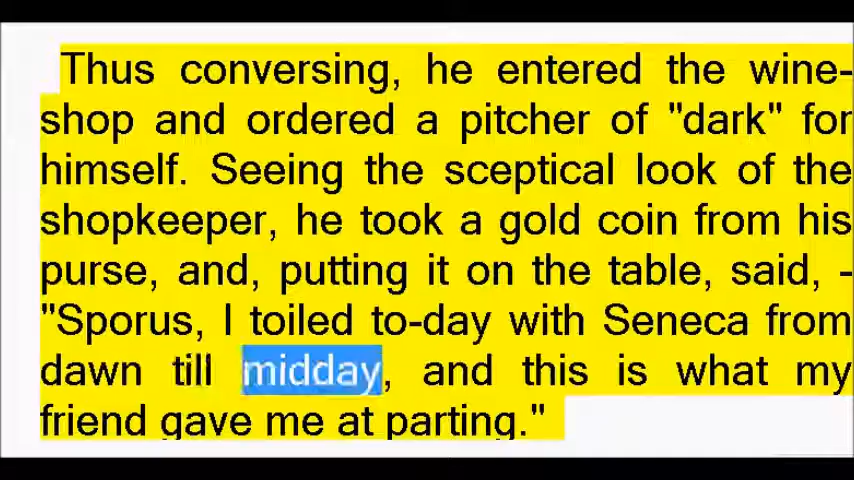 Thus conversing, he entered the wine-
shop and ordered a pitcher of "dark" for
himself. Seeing the sceptical look of the
shopkeeper, he took a gold coin from his
purse, and, putting it on the table, said, -
"Sporus, I toiled to-day with Seneca from
dawn till midday, and this is what my
friend gave me at parting."